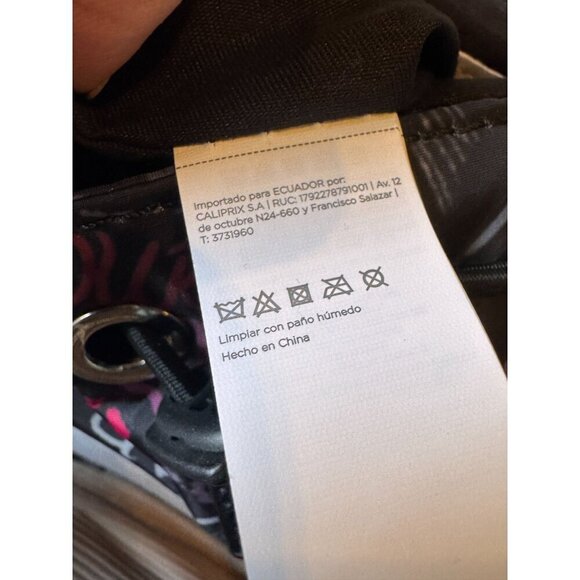 Importado para ECUADOR por:
CALIPRIX S.A | RUC: 1792278791001 | Av. 12
de octubre N24-660 y Francisco Salazar |
T: 3731960
Limpiar con paño húmedo
Hecho en China